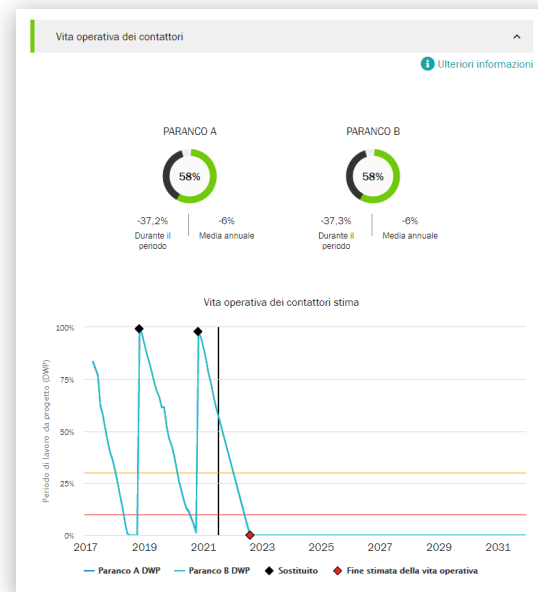 Vita operativa dei contattori
Ulteriori informazioni
PARANCO A
PARANCO B
58%
58%
-37,2%
-6%
-37,3%
-6%
Durante il
periodo
Media annuale
Durante il
periodo
Media annuale
Vita operativa dei contattori stima
Periodo di lavoro da progetto (DWP)
100%
75%
50%
25%
0%
2017
2019
2021
2023
2025
2027
2029
2031
Paranco A DWP
Paranco B DWP
Sostituito
Fine stimata della vita operativa